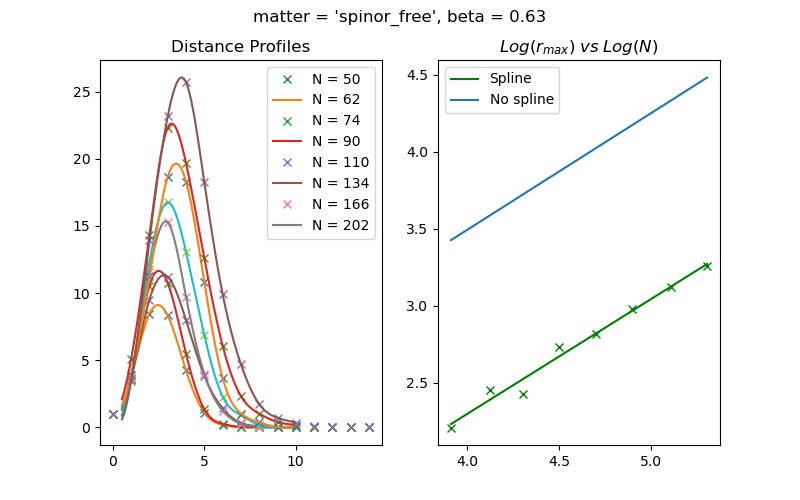 matter = 'spinor_free', beta = 0.63
Distance Profiles
N = 50
N = 62
N = 74
N = 90
N = 110
N = 134
N = 166
N = 202
25
20
15
10
5
0
0 5 10
Log(r_max) vs Log(N)
Spline
No spline
4.5
4.0
3.5
3.0
2.5
4.0 4.5 5.0